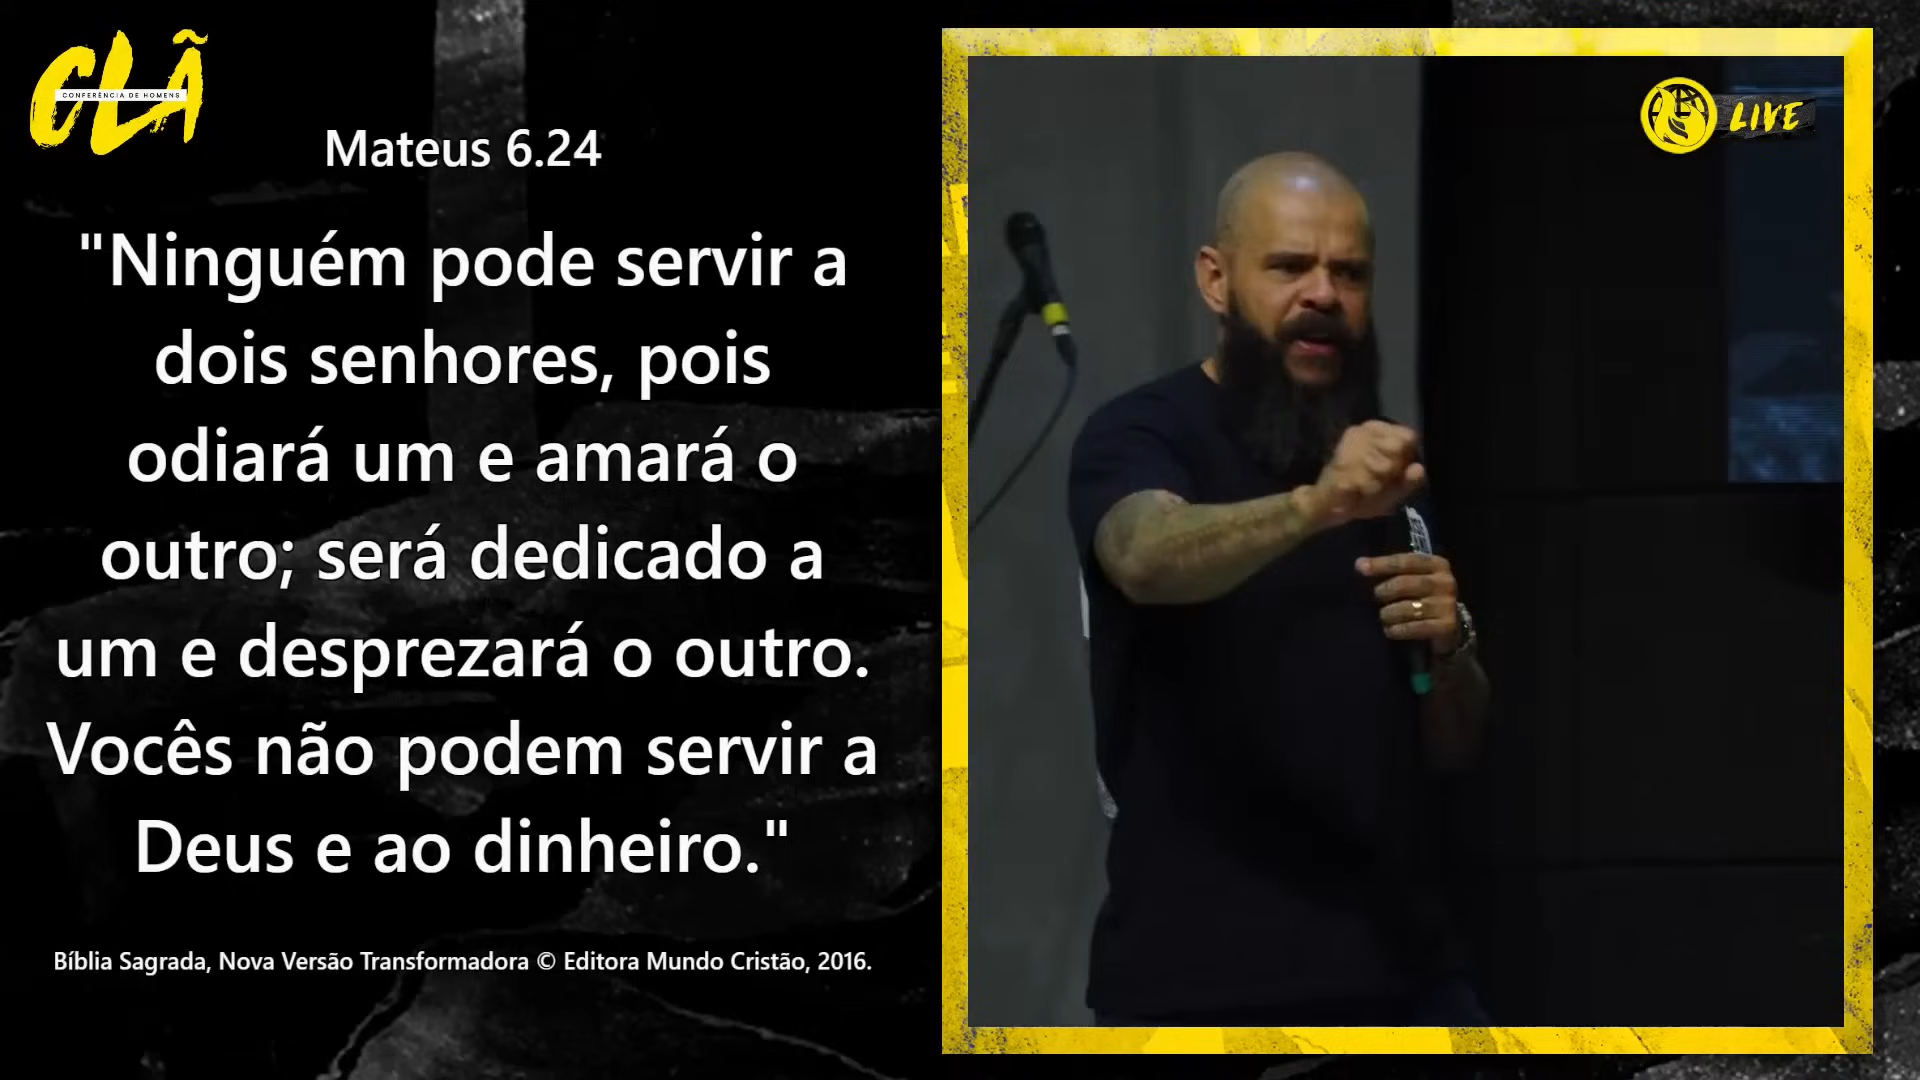 CLÃ
CONFERÊNCIA DE HOMENS
Mateus 6.24
"Ninguém pode servir a
dois senhores, pois
odiará um e amará o
outro; será dedicado a
um e desprezará o outro.
Vocês não podem servir a
Deus e ao dinheiro."
Bíblia Sagrada, Nova Versão Transformadora © Editora Mundo Cristão, 2016.
LIVE